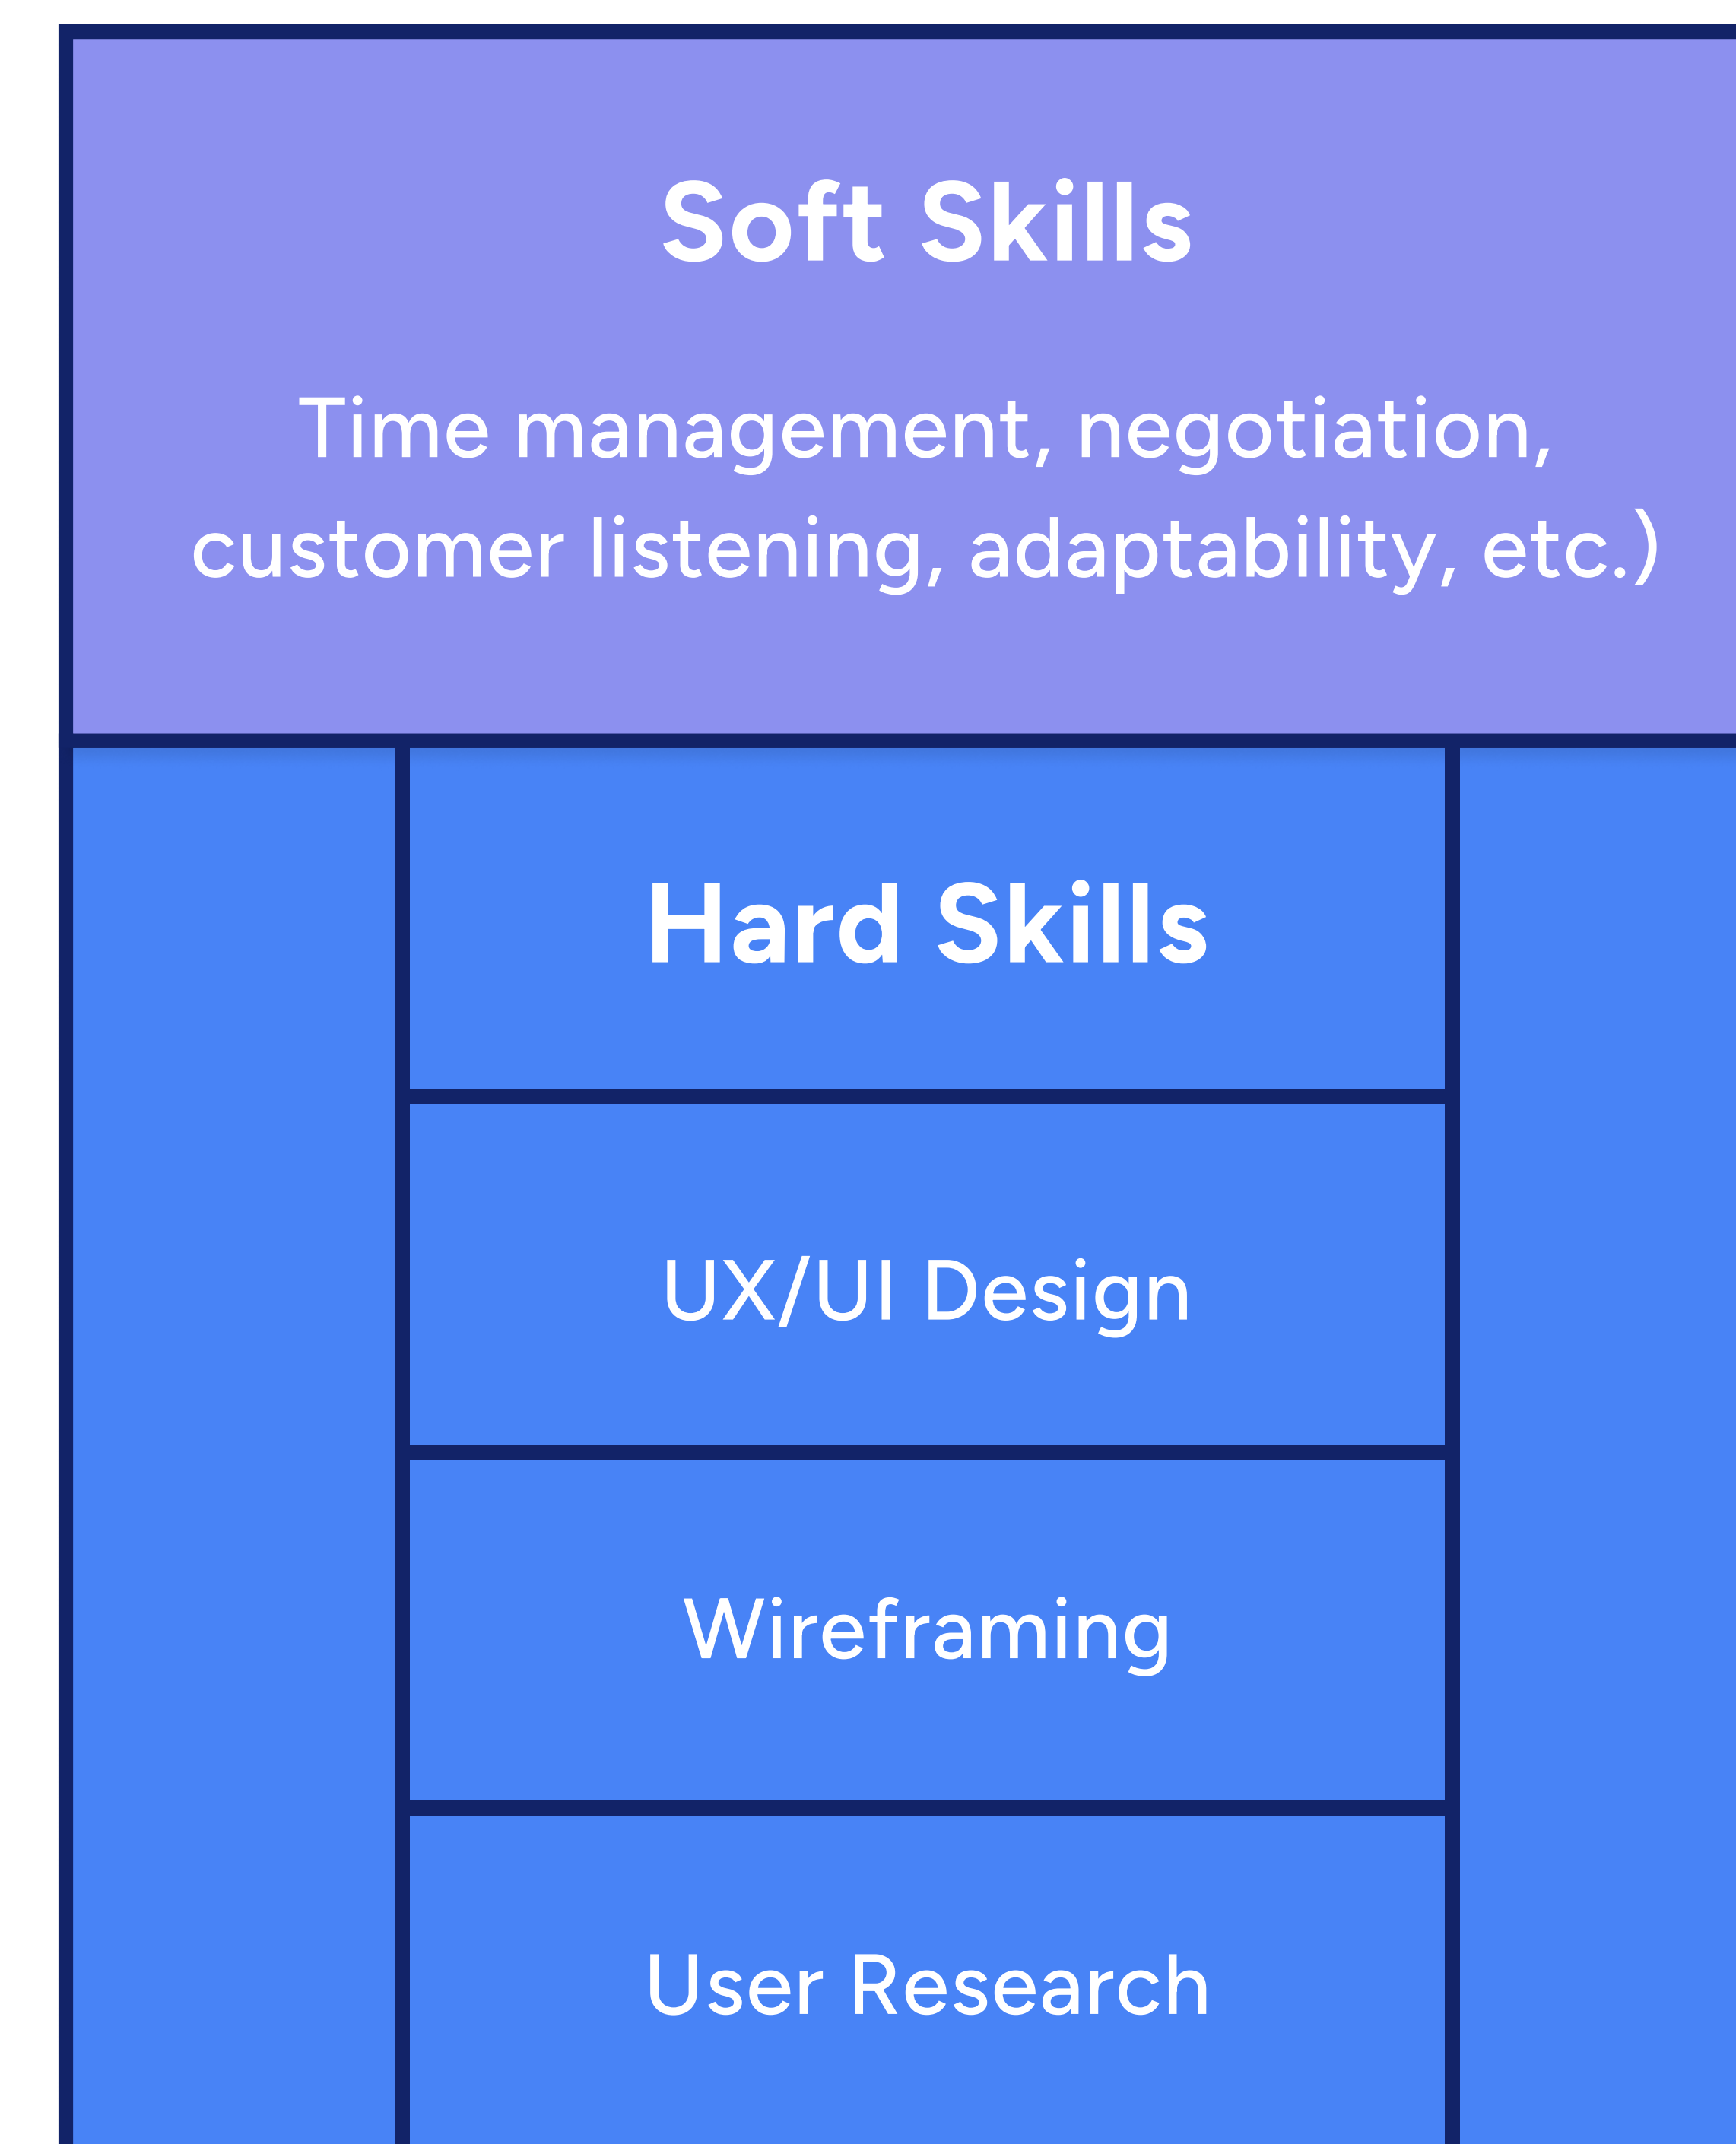 Soft Skills
Time management, negotiation,
customer listening, adaptability, etc.)
Hard Skills
UX/UI Design
Wireframing
User Research